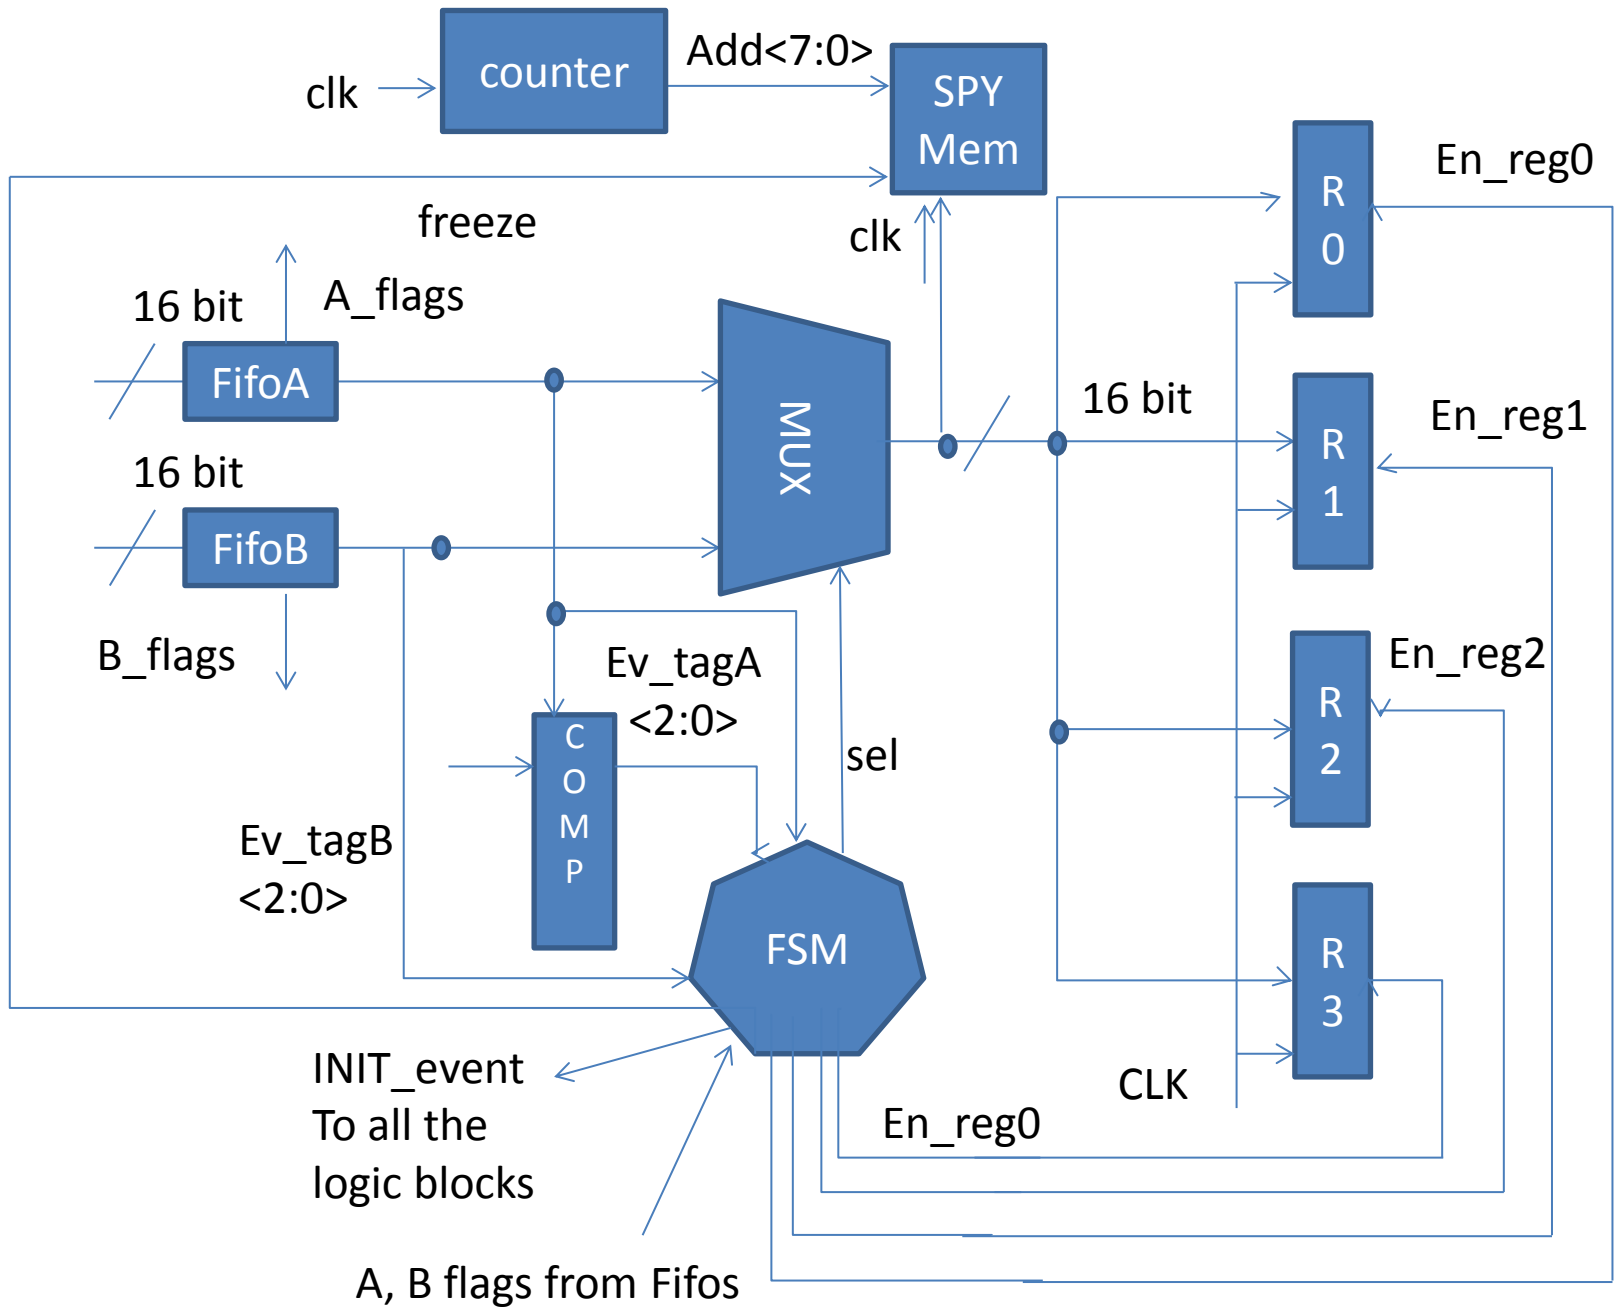 counter
Add<7:0>
SPY
Mem
clk
En_reg0
R
0
freeze
clk
16 bit
A_flags
FifoA
MUX
16 bit
En_reg1
R
1
16 bit
FifoB
B_flags
Ev_tagA
<2:0>
En_reg2
R
2
C
O
M
P
sel
Ev_tagB
<2:0>
FSM
R
3
INIT_event
To all the
logic blocks
CLK
En_reg0
A, B flags from Fifos